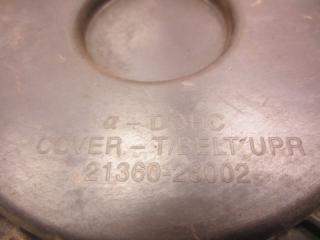 α - DOHC
COVER - T/BELT UPR
21360-23002